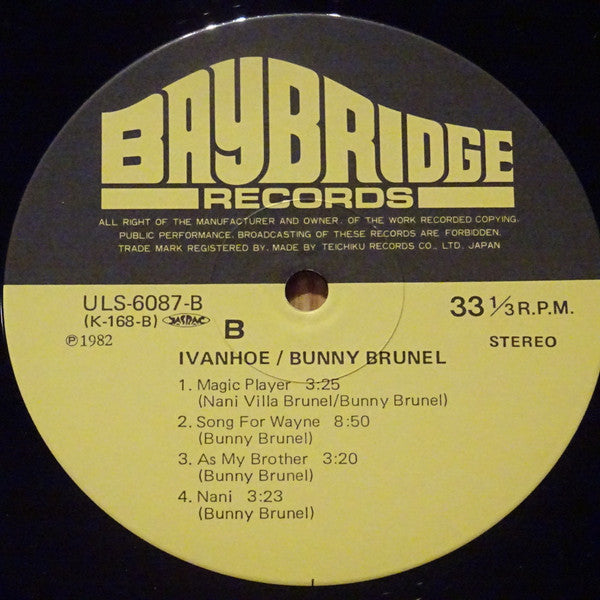 BAYBRIDGE
RECORDS
ALL RIGHT OF THE MANUFACTURER AND OWNER. OF THE WORK RECORDED COPYING.
PUBLIC PERFORMANCE. BROADCASTING OF THESE RECORDS ARE FORBIDDEN.
TRADE MARK REGISTERED BY. MADE BY TEICHIKU RECORDS CO., LTD. JAPAN
ULS-6087-B
(K-168-B) JASRAC
B
33 1/3 R.P.M.
Ⓟ1982
STEREO
IVANHOE / BUNNY BRUNEL
1. Magic Player 3:25
(Nani Villa Brunel/Bunny Brunel)
2. Song For Wayne 8:50
(Bunny Brunel)
3. As My Brother 3:20
(Bunny Brunel)
4. Nani 3:23
(Bunny Brunel)